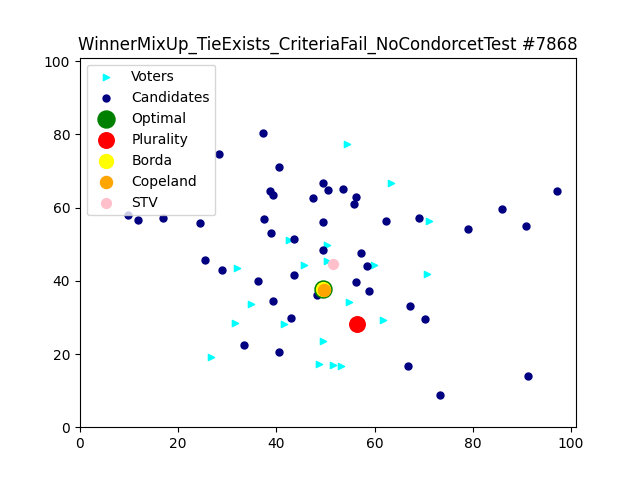 WinnerMixUp_TieExists_CriteriaFail_NoCondorcetTest #7868
100
80
60
40
20
0
Voters
Candidates
Optimal
Plurality
Borda
Copeland
STV
0 20 40 60 80 100